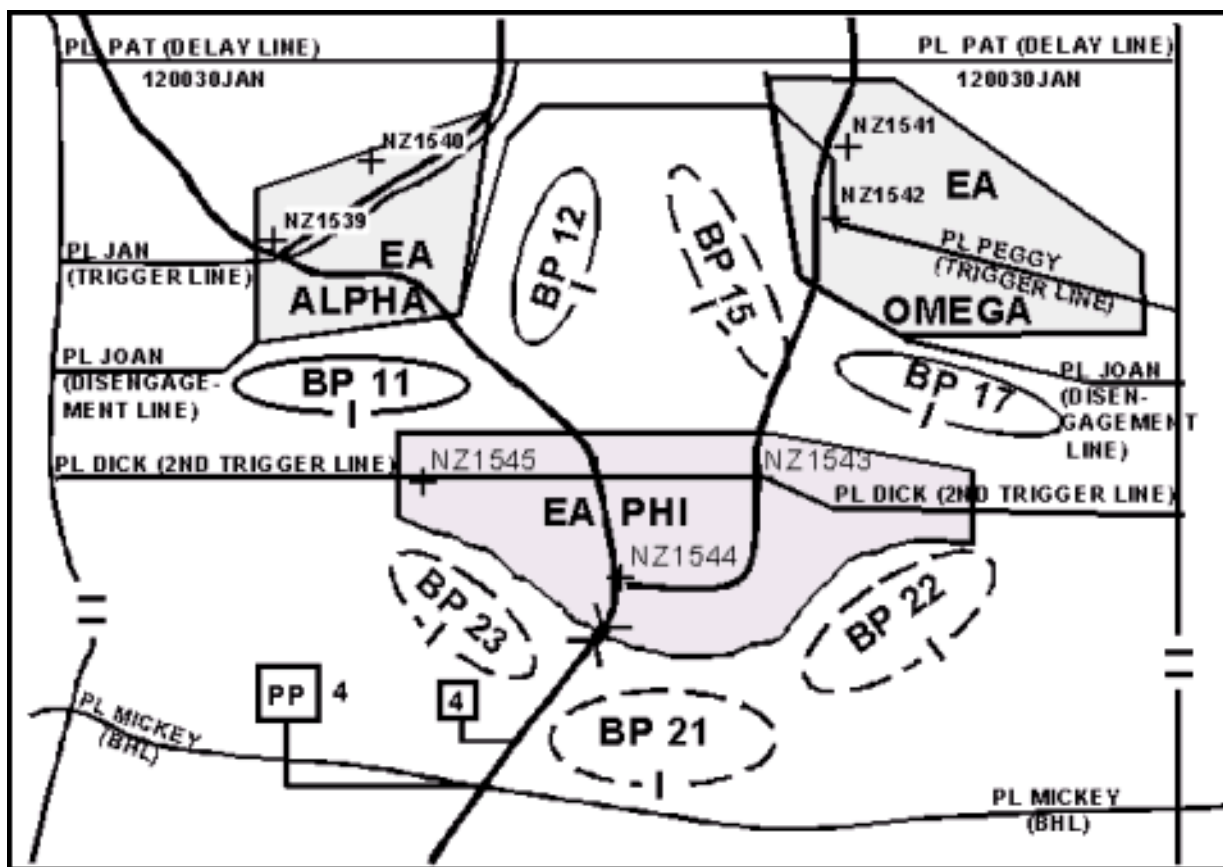 PL PAT (DELAY LINE)
120030JAN
PL PAT (DELAY LINE)
120030JAN
NZ1540
NZ1541
NZ1539
EA
NZ1542
BP 12
I
BP 15
I
PL JAN
(TRIGGER LINE)
EA
ALPHA
PL PEGGY
(TRIGGER LINE)
OMEGA
PL JOAN
(DISENGAGE-
MENT LINE)
BP 11
I
BP 17
I
PL JOAN
(DISEN-
GAGEMENT
LINE)
PL DICK (2ND TRIGGER LINE)
NZ1545
NZ1543
PL DICK (2ND TRIGGER LINE)
EA PHI
NZ1544
BP 23
I
BP 22
I
PP 4
4
BP 21
I
PL MICKEY
(BHL)
PL MICKEY
(BHL)